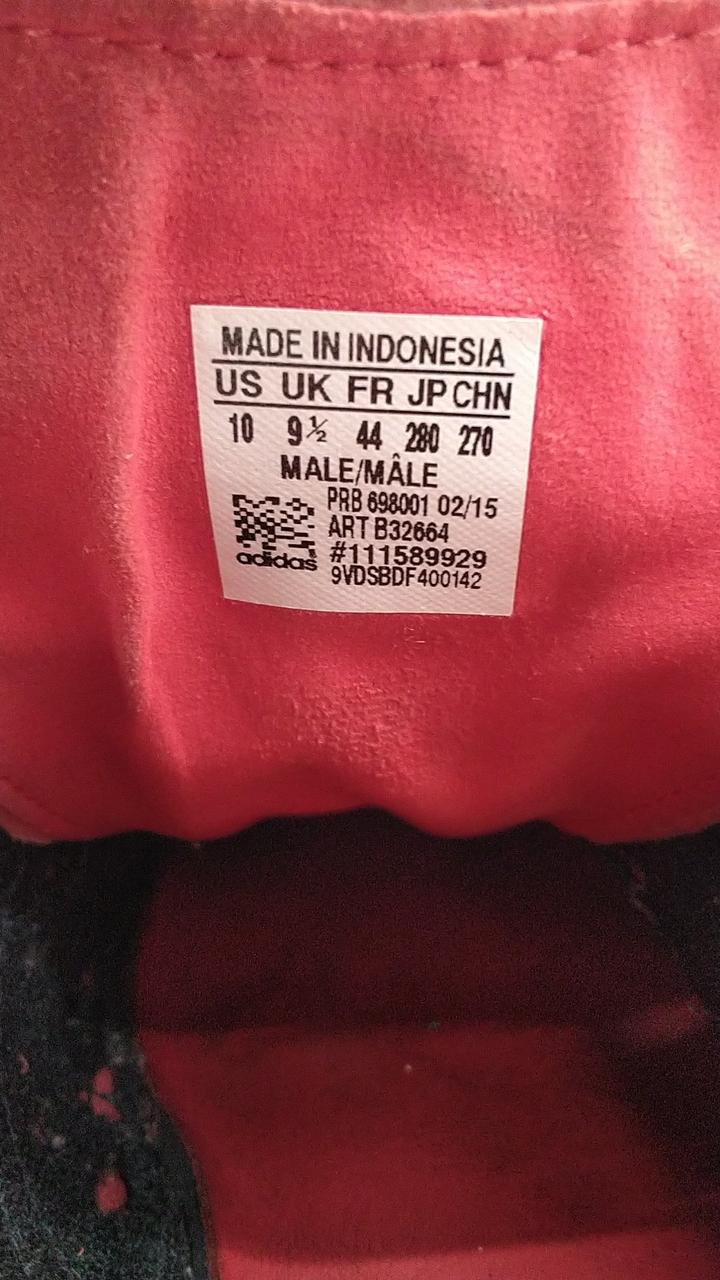 MADE IN INDONESIA
US UK FR JP CHN
10 9½ 44 280 270
MALE/MÂLE
PRB 698001 02/15
ART B32664
#111589929
adidas
9VDSBDF400142